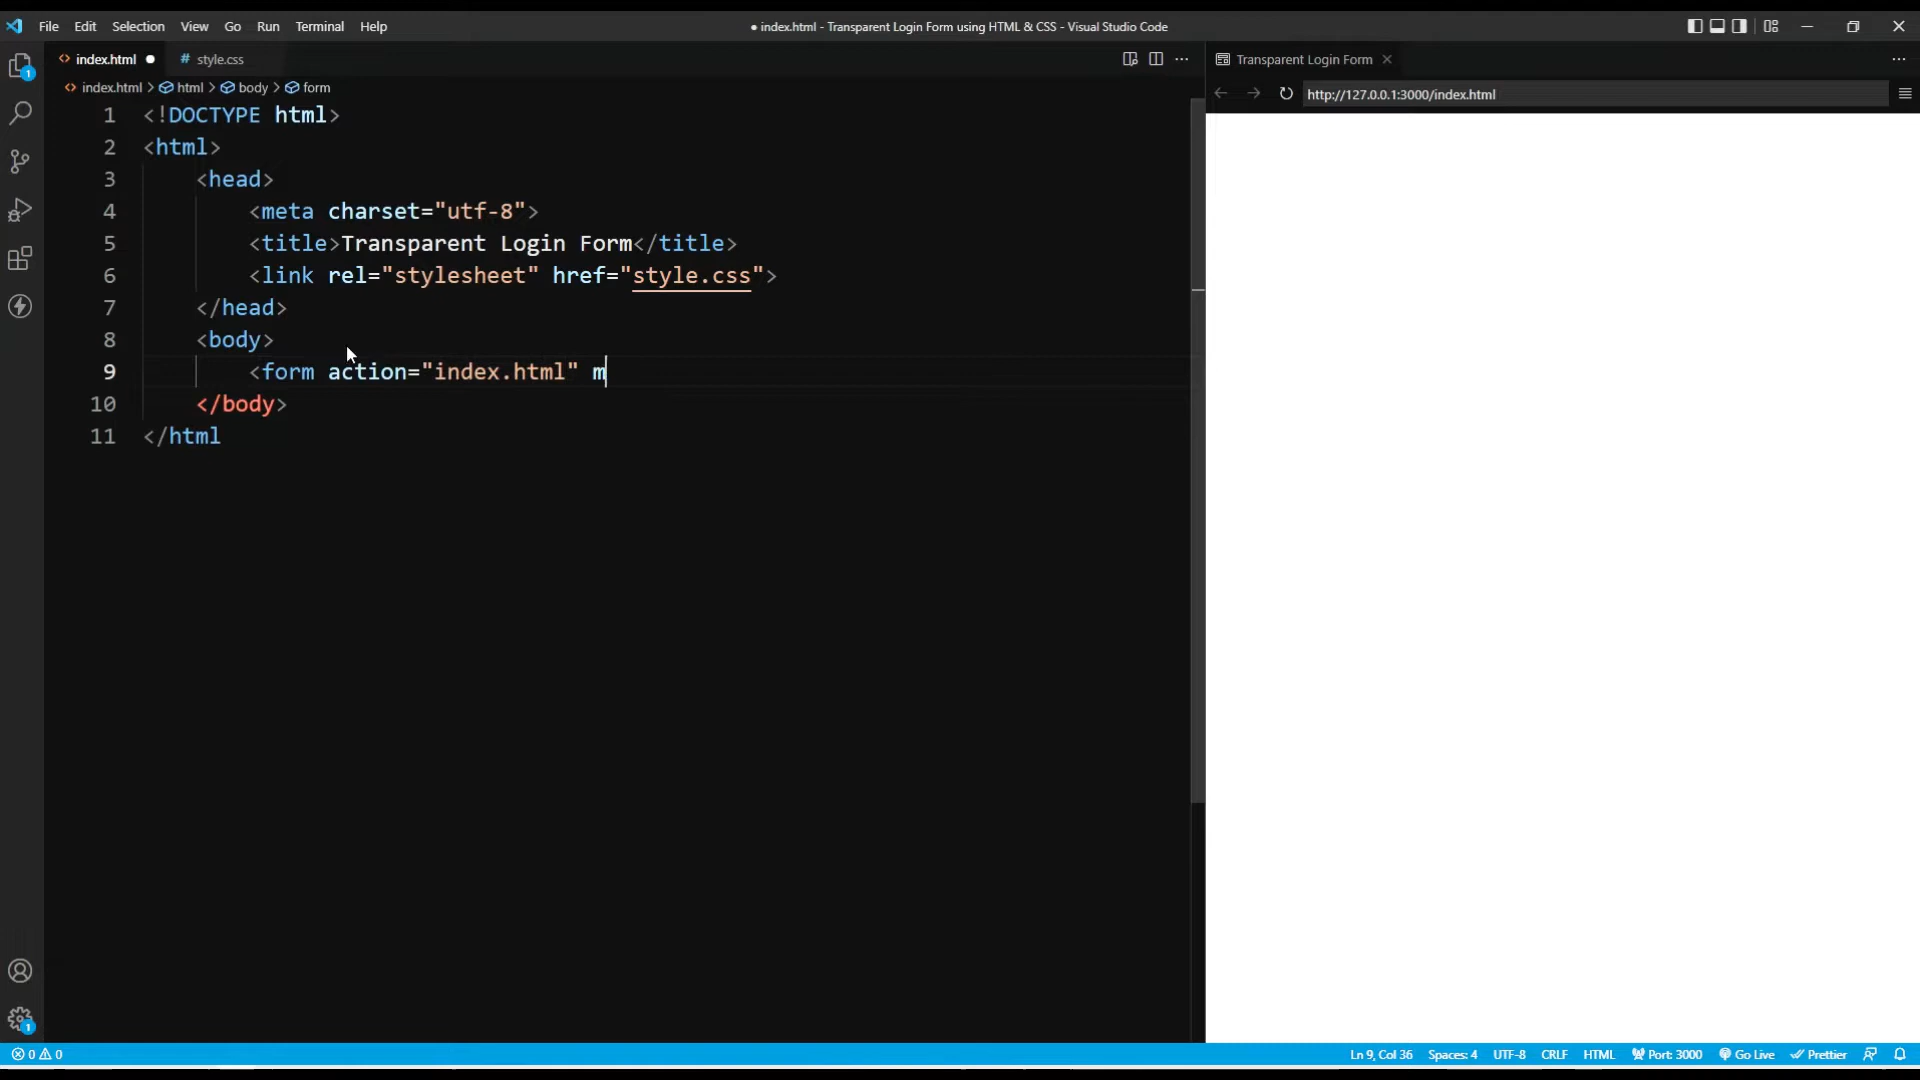 File Edit Selection View Go Run Terminal Help
● index.html - Transparent Login Form using HTML & CSS - Visual Studio Code
index.html ●
# style.css
Transparent Login Form
index.html > html > body > form
http://127.0.0.1:3000/index.html
1 <!DOCTYPE html>
2 <html>
3 <head>
4 <meta charset="utf-8">
5 <title>Transparent Login Form</title>
6 <link rel="stylesheet" href="style.css">
7 </head>
8 <body>
9 <form action="index.html" m
10 </body>
11 </html
1
1
0 0
Ln 9, Col 36 Spaces: 4 UTF-8 CRLF HTML Port: 3000 Go Live Prettier